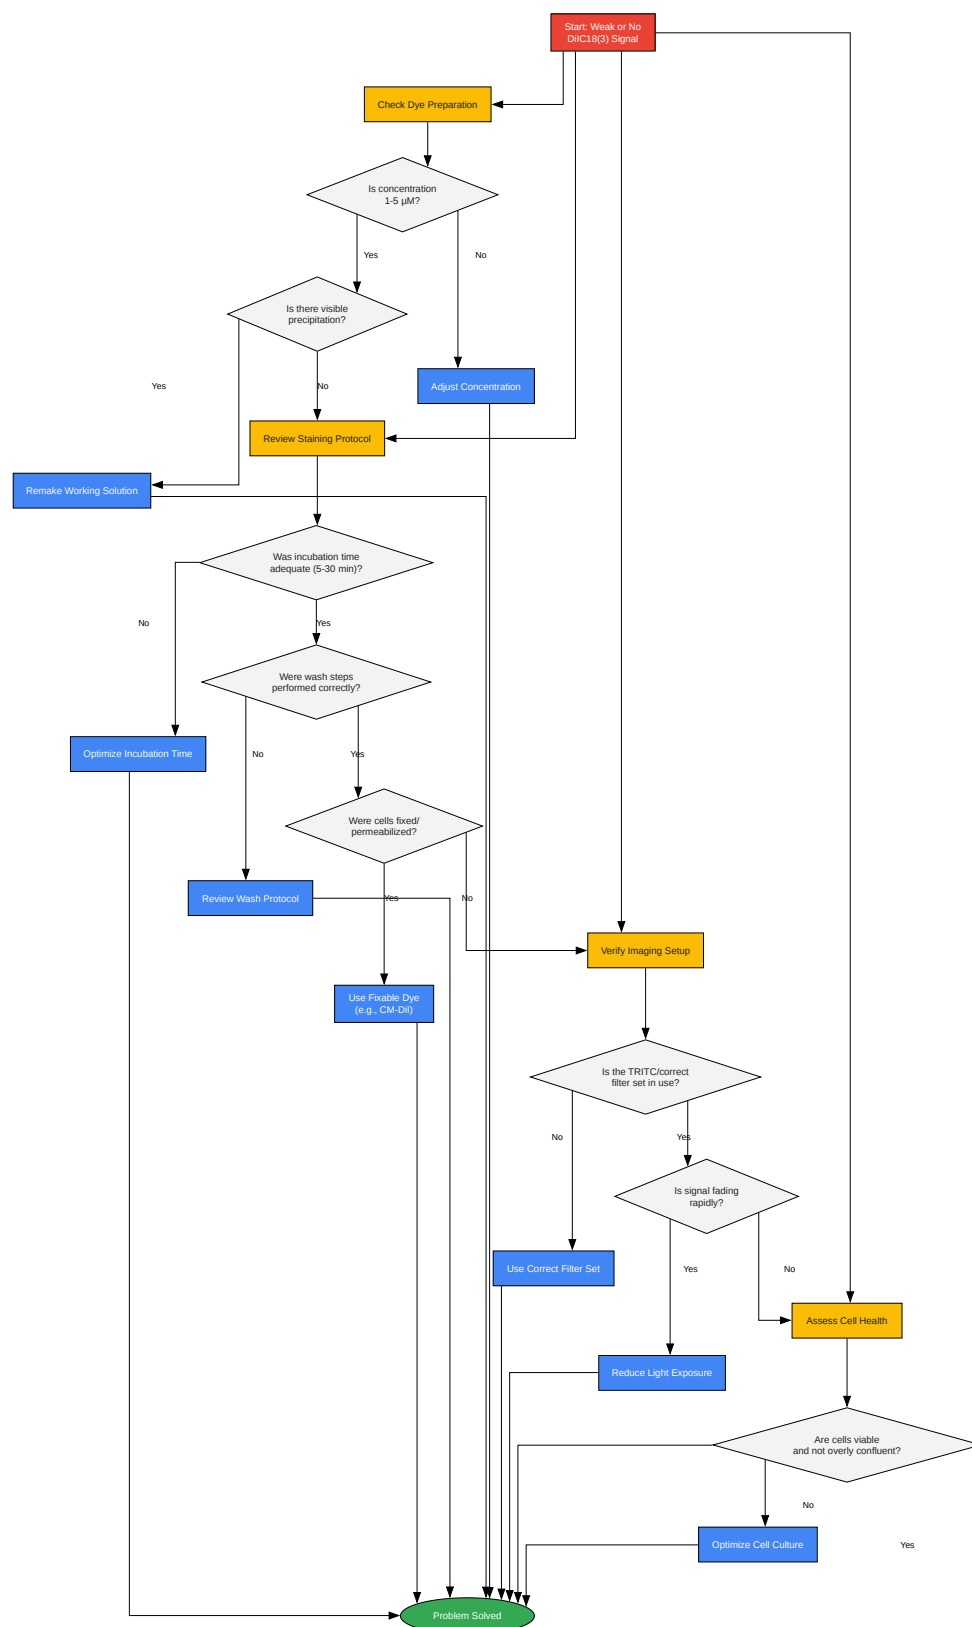 Start: Weak or No
DiIC18(3) Signal
Check Dye Preparation
Is concentration
1-5 µM?
Yes
No
Is there visible
precipitation?
Yes
No
Adjust Concentration
Review Staining Protocol
Remake Working Solution
Was incubation time
adequate (5-30 min)?
No
Yes
Were wash steps
performed correctly?
Optimize Incubation Time
No
Yes
Were cells fixed/
permeabilized?
Review Wash Protocol
Yes
No
Verify Imaging Setup
Use Fixable Dye
(e.g., CM-DiI)
Is the TRITC/correct
filter set in use?
No
Yes
Is signal fading
rapidly?
Use Correct Filter Set
Yes
No
Assess Cell Health
Reduce Light Exposure
Are cells viable
and not overly confluent?
No
Optimize Cell Culture
Yes
Problem Solved